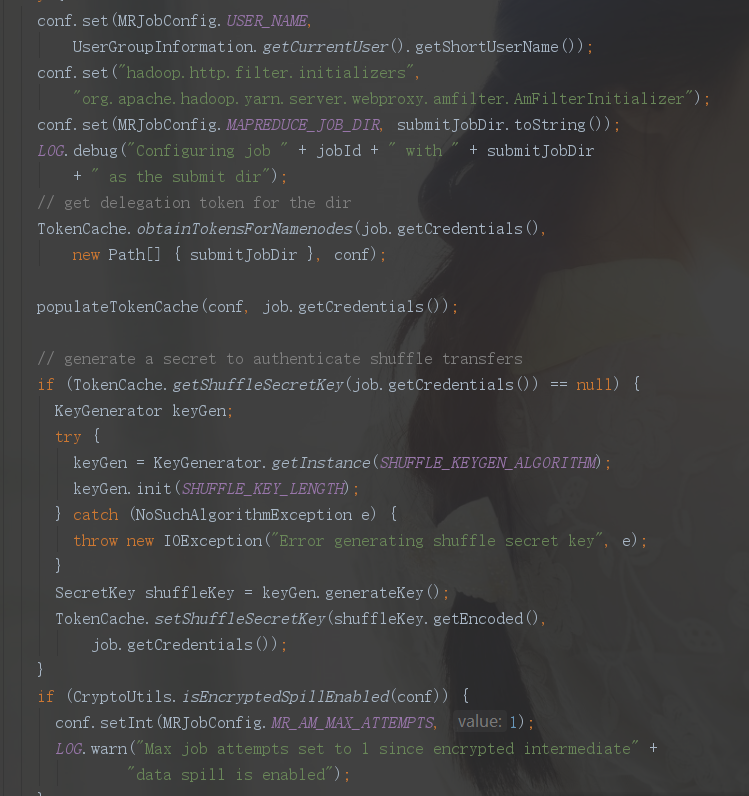 conf.set(MRJobConfig.USER_NAME,
UserGroupInformation.getCurrentUser().getShortUserName());
conf.set("hadoop.http.filter.initializers",
"org.apache.hadoop.yarn.server.webproxy.amfilter.AmFilterInitializer");
conf.set(MRJobConfig.MAPREDUCE_JOB_DIR, submitJobDir.toString());
LOG.debug("Configuring job " + jobId + " with " + submitJobDir
+ " as the submit dir");
// get delegation token for the dir
TokenCache.obtainTokensForNamenodes(job.getCredentials(),
new Path[] { submitJobDir }, conf);
populateTokenCache(conf, job.getCredentials());
// generate a secret to authenticate shuffle transfers
if (TokenCache.getShuffleSecretKey(job.getCredentials()) == null) {
KeyGenerator keyGen;
try {
keyGen = KeyGenerator.getInstance(SHUFFLE_KEYGEN_ALGORITHM);
keyGen.init(SHUFFLE_KEY_LENGTH);
} catch (NoSuchAlgorithmException e) {
throw new IOException("Error generating shuffle secret key", e);
}
SecretKey shuffleKey = keyGen.generateKey();
TokenCache.setShuffleSecretKey(shuffleKey.getEncoded(),
job.getCredentials());
}
if (CryptoUtils.isEncryptedSpillEnabled(conf)) {
conf.setInt(MRJobConfig.MR_AM_MAX_ATTEMPTS, value: 1);
LOG.warn("Max job attempts set to 1 since encrypted intermediate" +
"data spill is enabled");